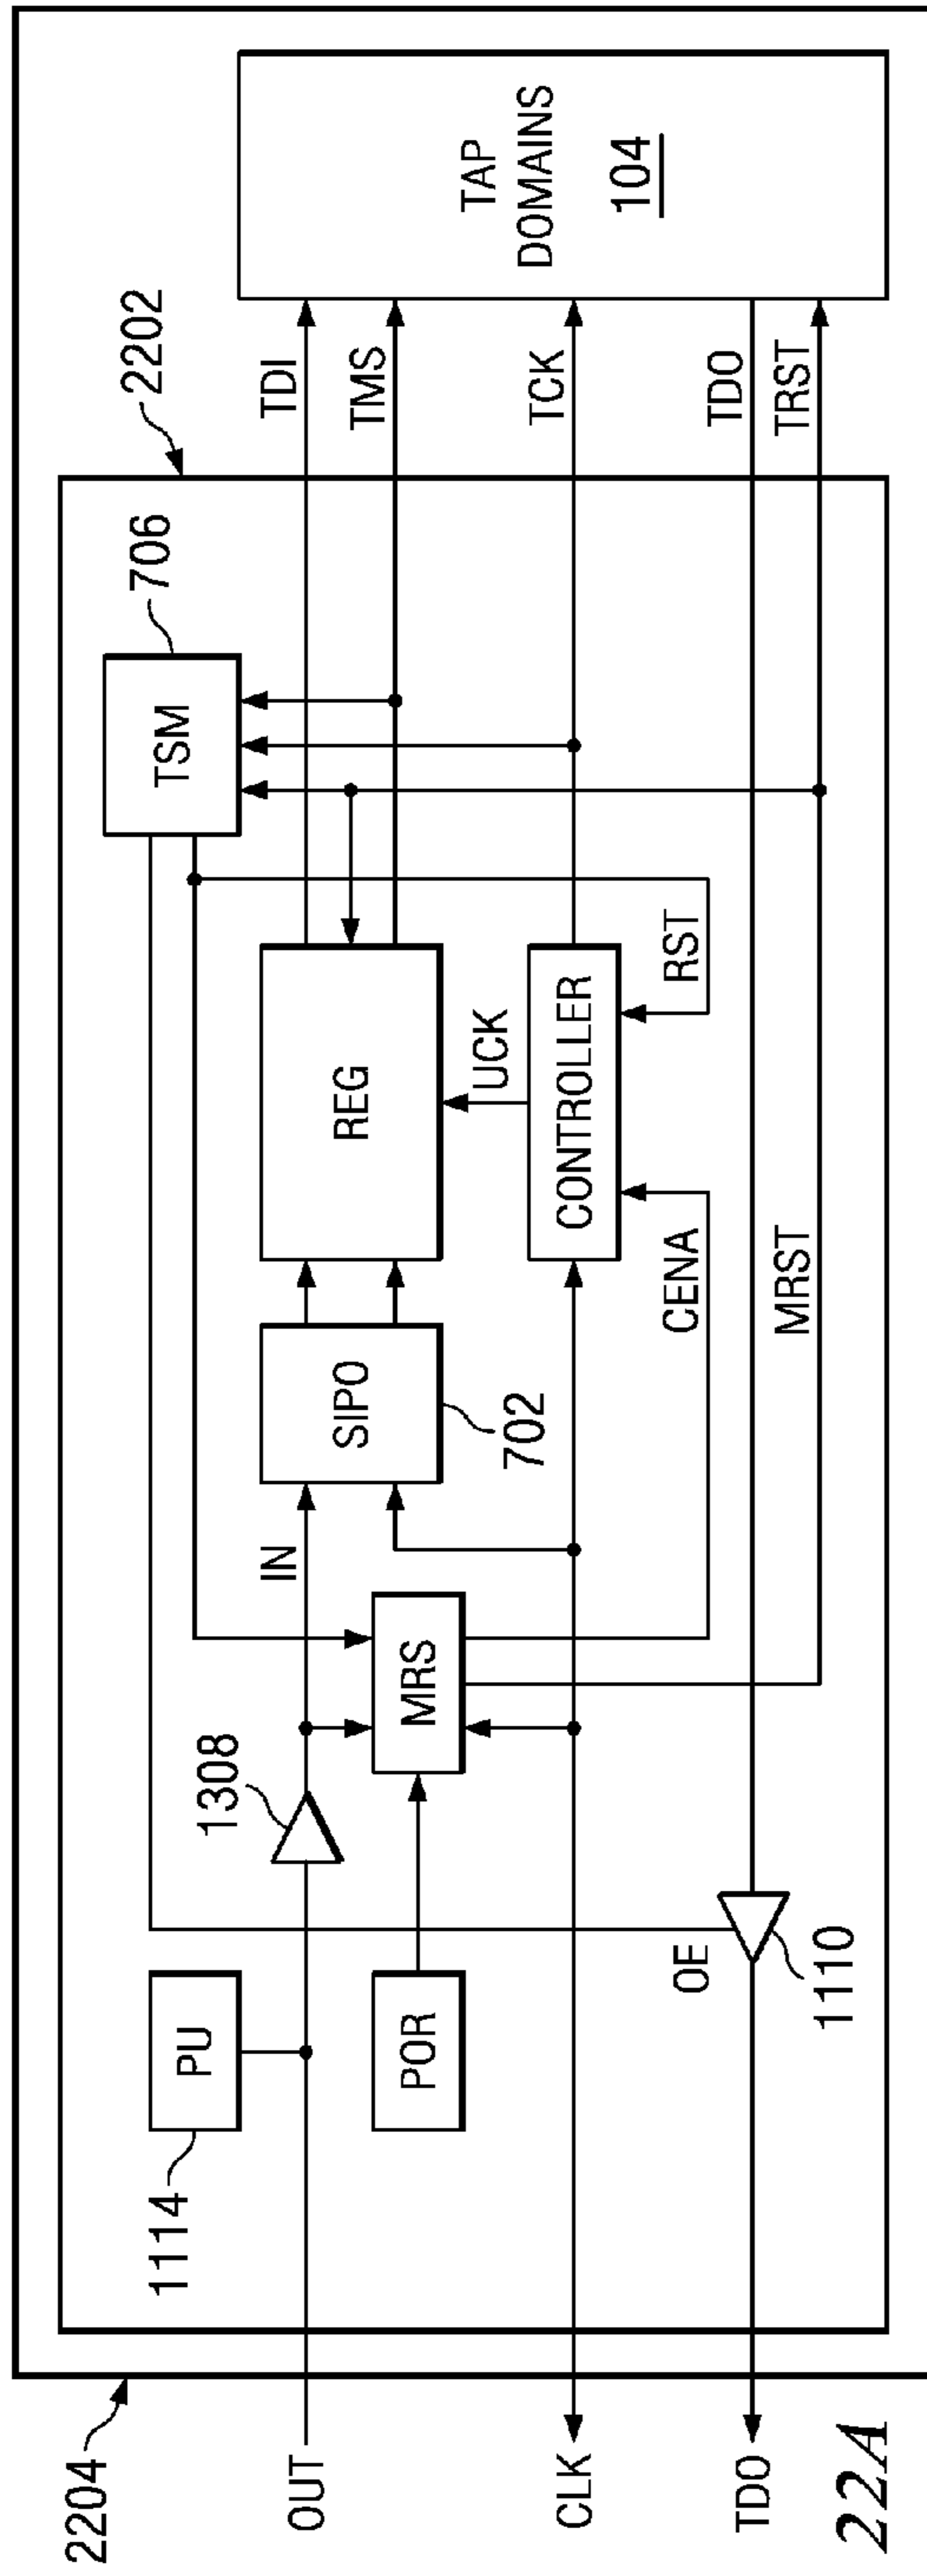 2204
2202
1114
PU
1308
TSM
706
OUT
IN
SIPO
702
REG
TDI
TMS
POR
MRS
UCK
CLK
CONTROLLER
TCK
CENA
RST
OE
TDO
1110
TDO
MRST
TRST
TAP
DOMAINS
104
22A